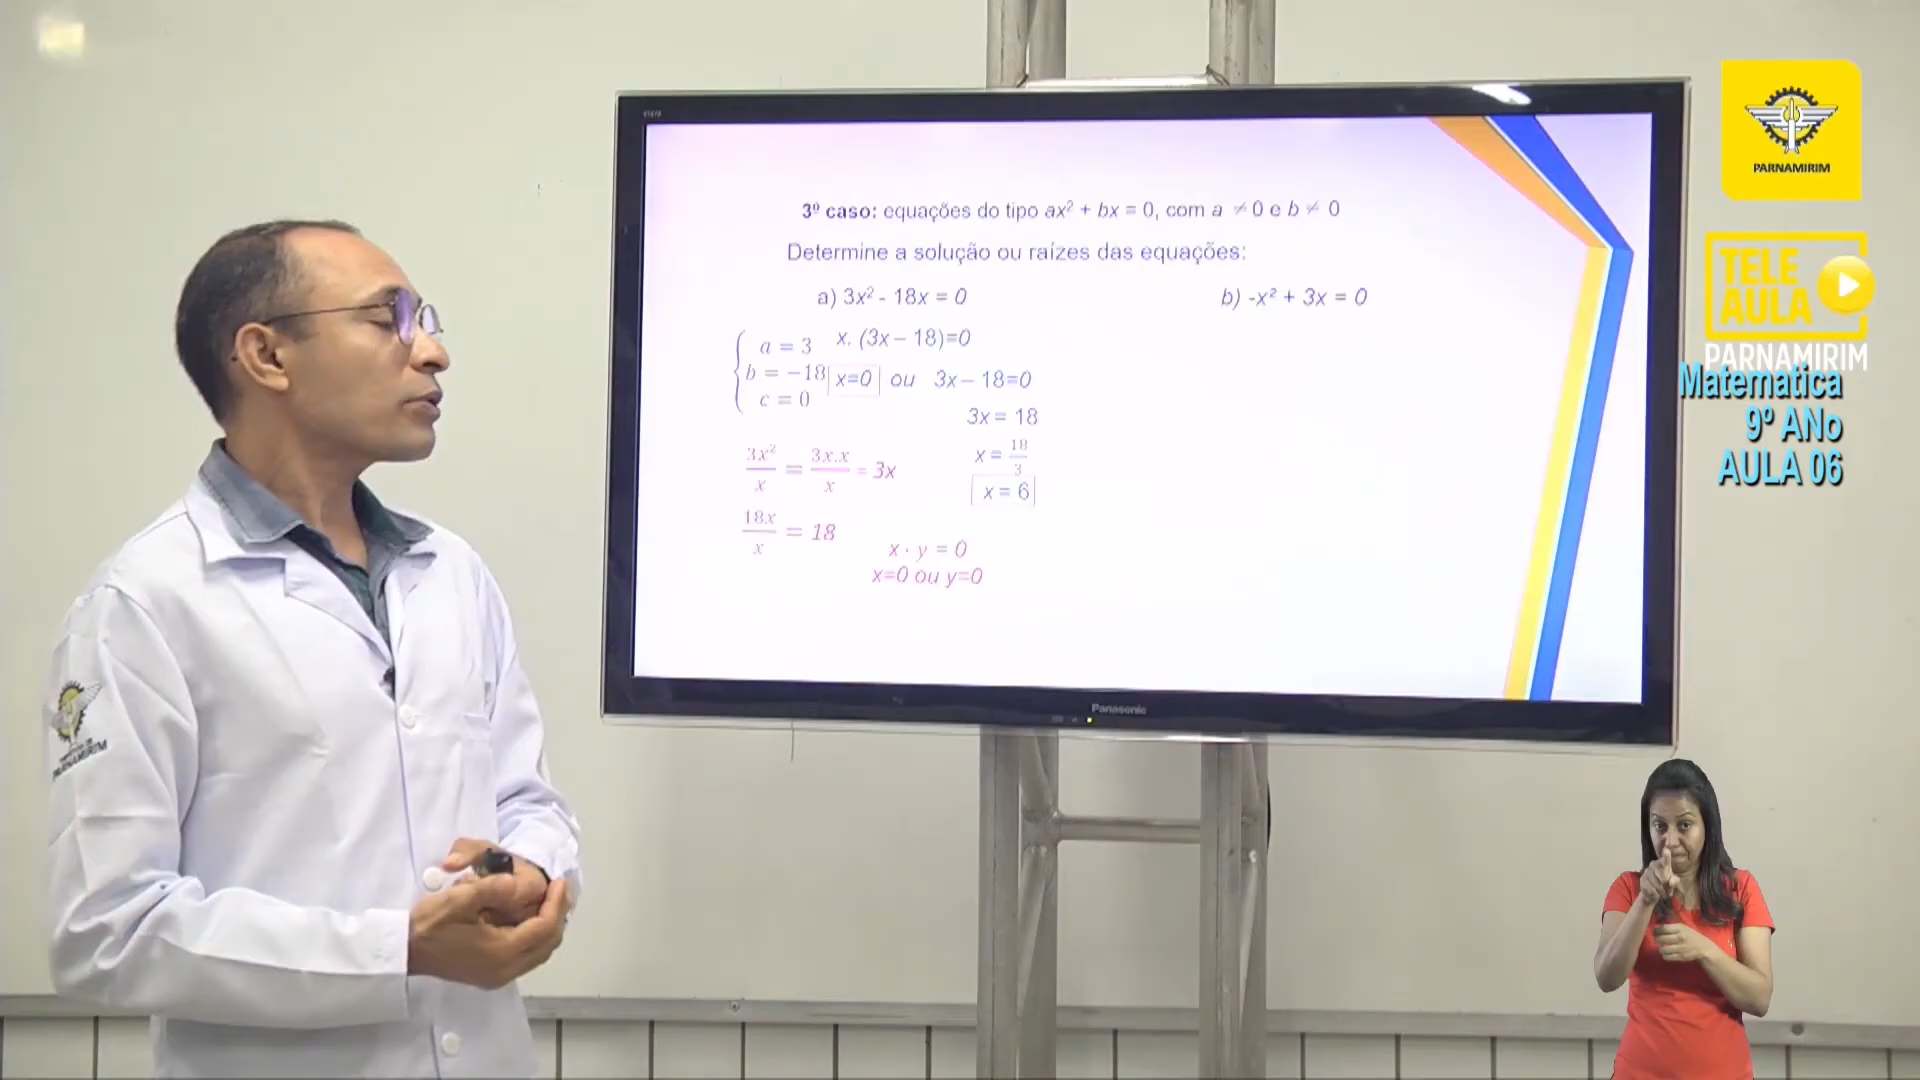 3º caso: equações do tipo ax² + bx = 0, com a ≠ 0 e b ≠ 0
Determine a solução ou raízes das equações:
a) 3x² - 18x = 0
b) -x² + 3x = 0
x. (3x – 18)=0
a = 3
b = −18
c = 0
x=0 ou 3x – 18=0
3x = 18
x = 18/3
x = 6
3x²/x = 3x.x/x = 3x
18x/x = 18
x · y = 0
x=0 ou y=0
Panasonic
PARNAMIRIM
TELE
AULA
PARNAMIRIM
Matematica
9º ANo
AULA 06
PARNAMIRIM